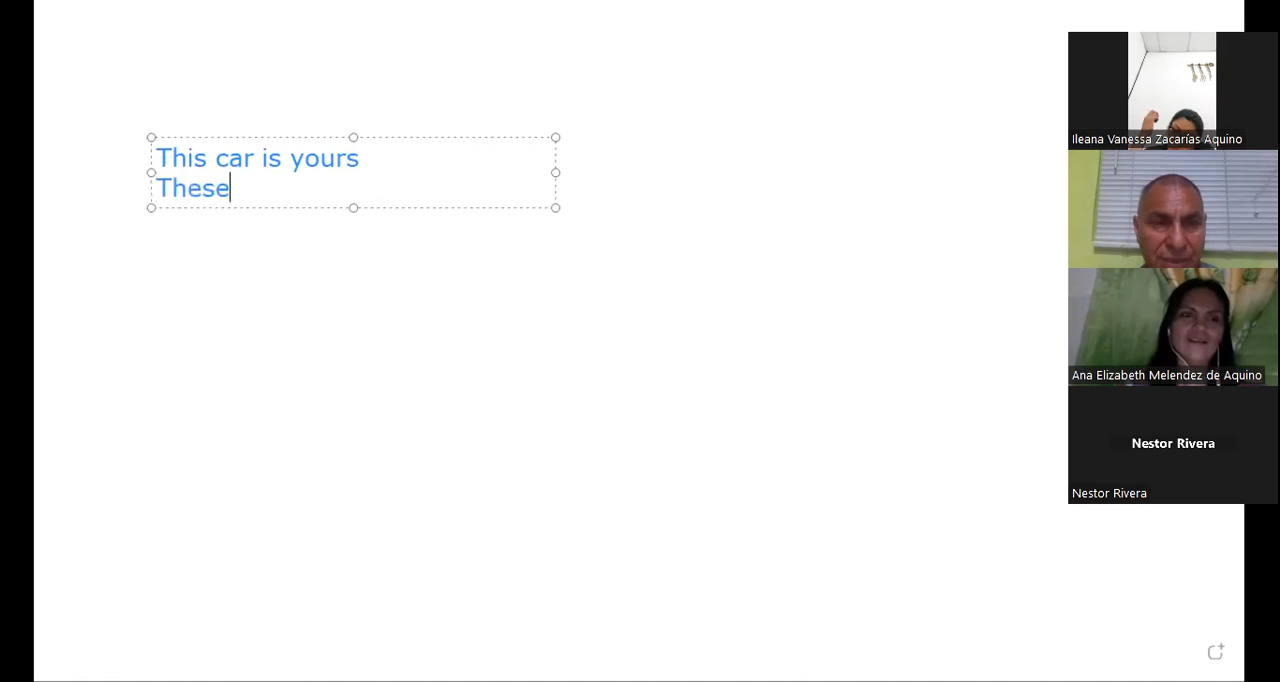 This car is yours
These
Ileana Vanessa Zacarías Aquino
Ana Elizabeth Melendez de Aquino
Nestor Rivera
Nestor Rivera